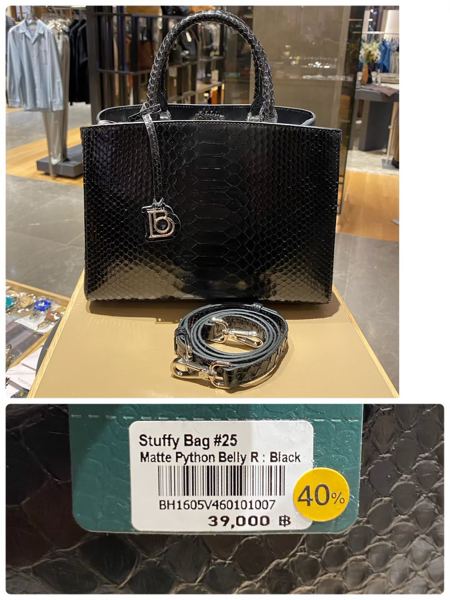 B
Stuffy Bag #25
Matte Python Belly R : Black
BH1605V460101007
39,000 ฿
40%